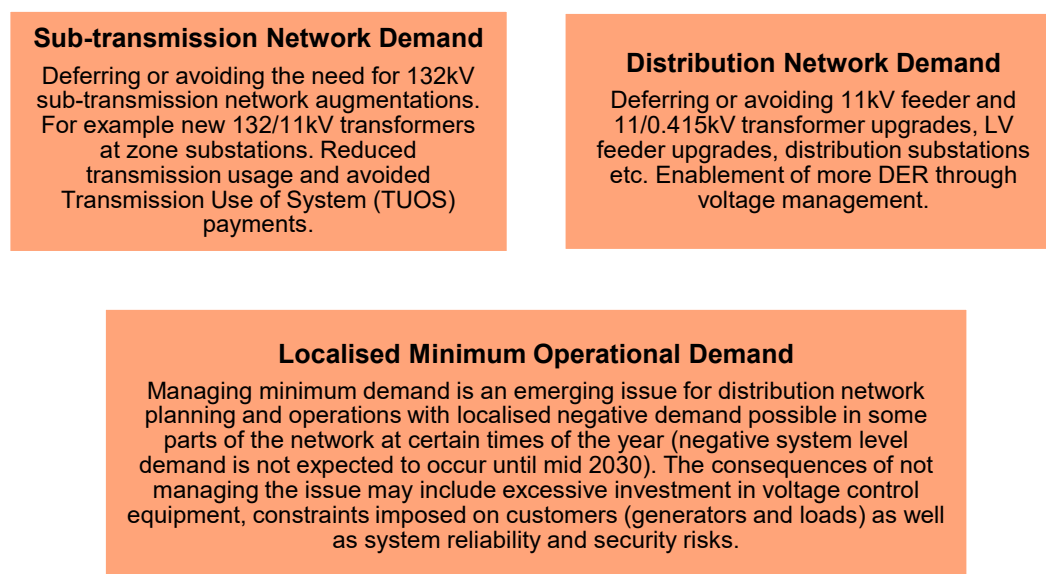 Sub-transmission Network Demand
Deferring or avoiding the need for 132kV
sub-transmission network augmentations.
For example new 132/11kV transformers
at zone substations. Reduced
transmission usage and avoided
Transmission Use of System (TUOS)
payments.
Distribution Network Demand
Deferring or avoiding 11kV feeder and
11/0.415kV transformer upgrades, LV
feeder upgrades, distribution substations
etc. Enablement of more DER through
voltage management.
Localised Minimum Operational Demand
Managing minimum demand is an emerging issue for distribution network
planning and operations with localised negative demand possible in some
parts of the network at certain times of the year (negative system level
demand is not expected to occur until mid 2030). The consequences of not
managing the issue may include excessive investment in voltage control
equipment, constraints imposed on customers (generators and loads) as well
as system reliability and security risks.